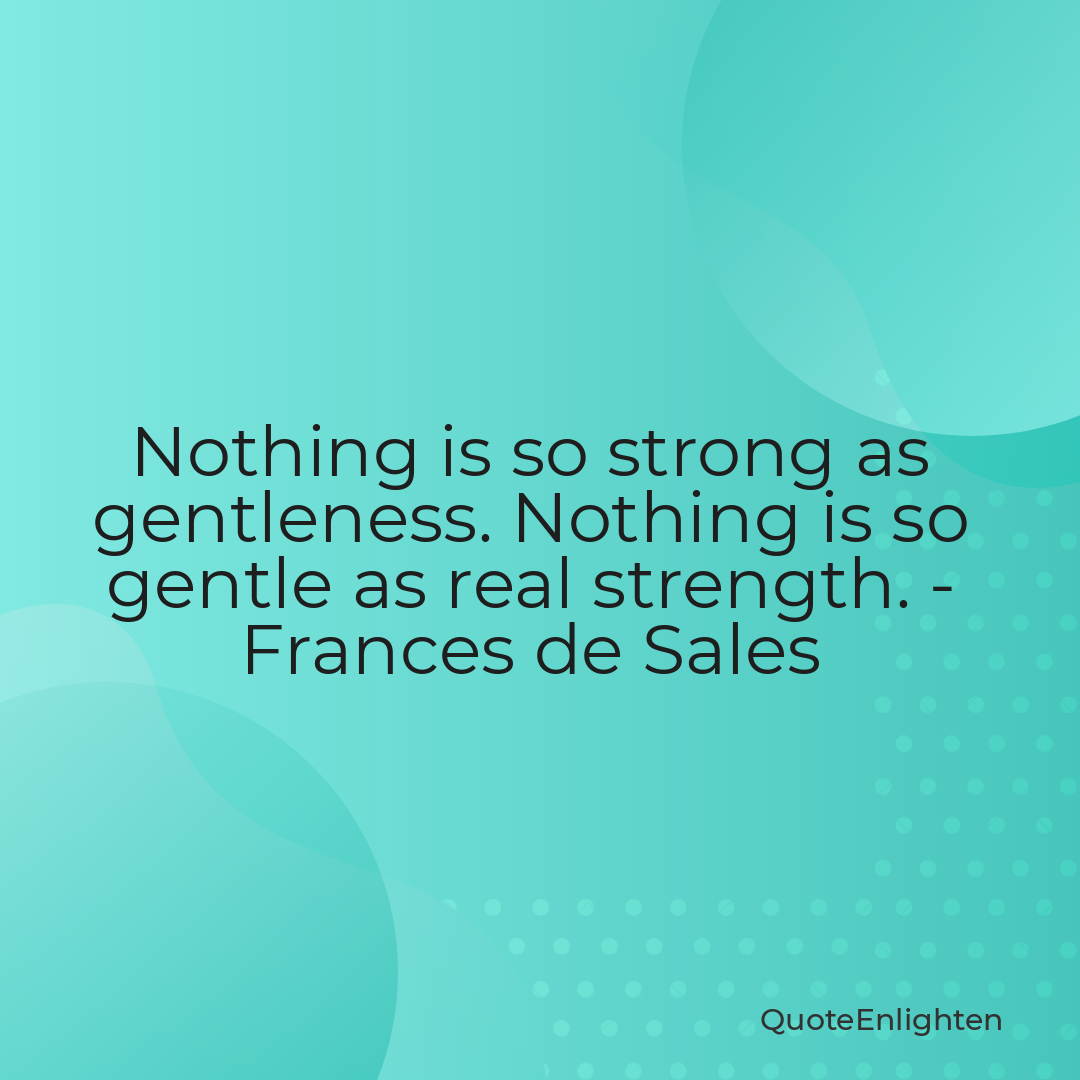 Nothing is so strong as
gentleness. Nothing is so
gentle as real strength. -
Frances de Sales
QuoteEnlighten